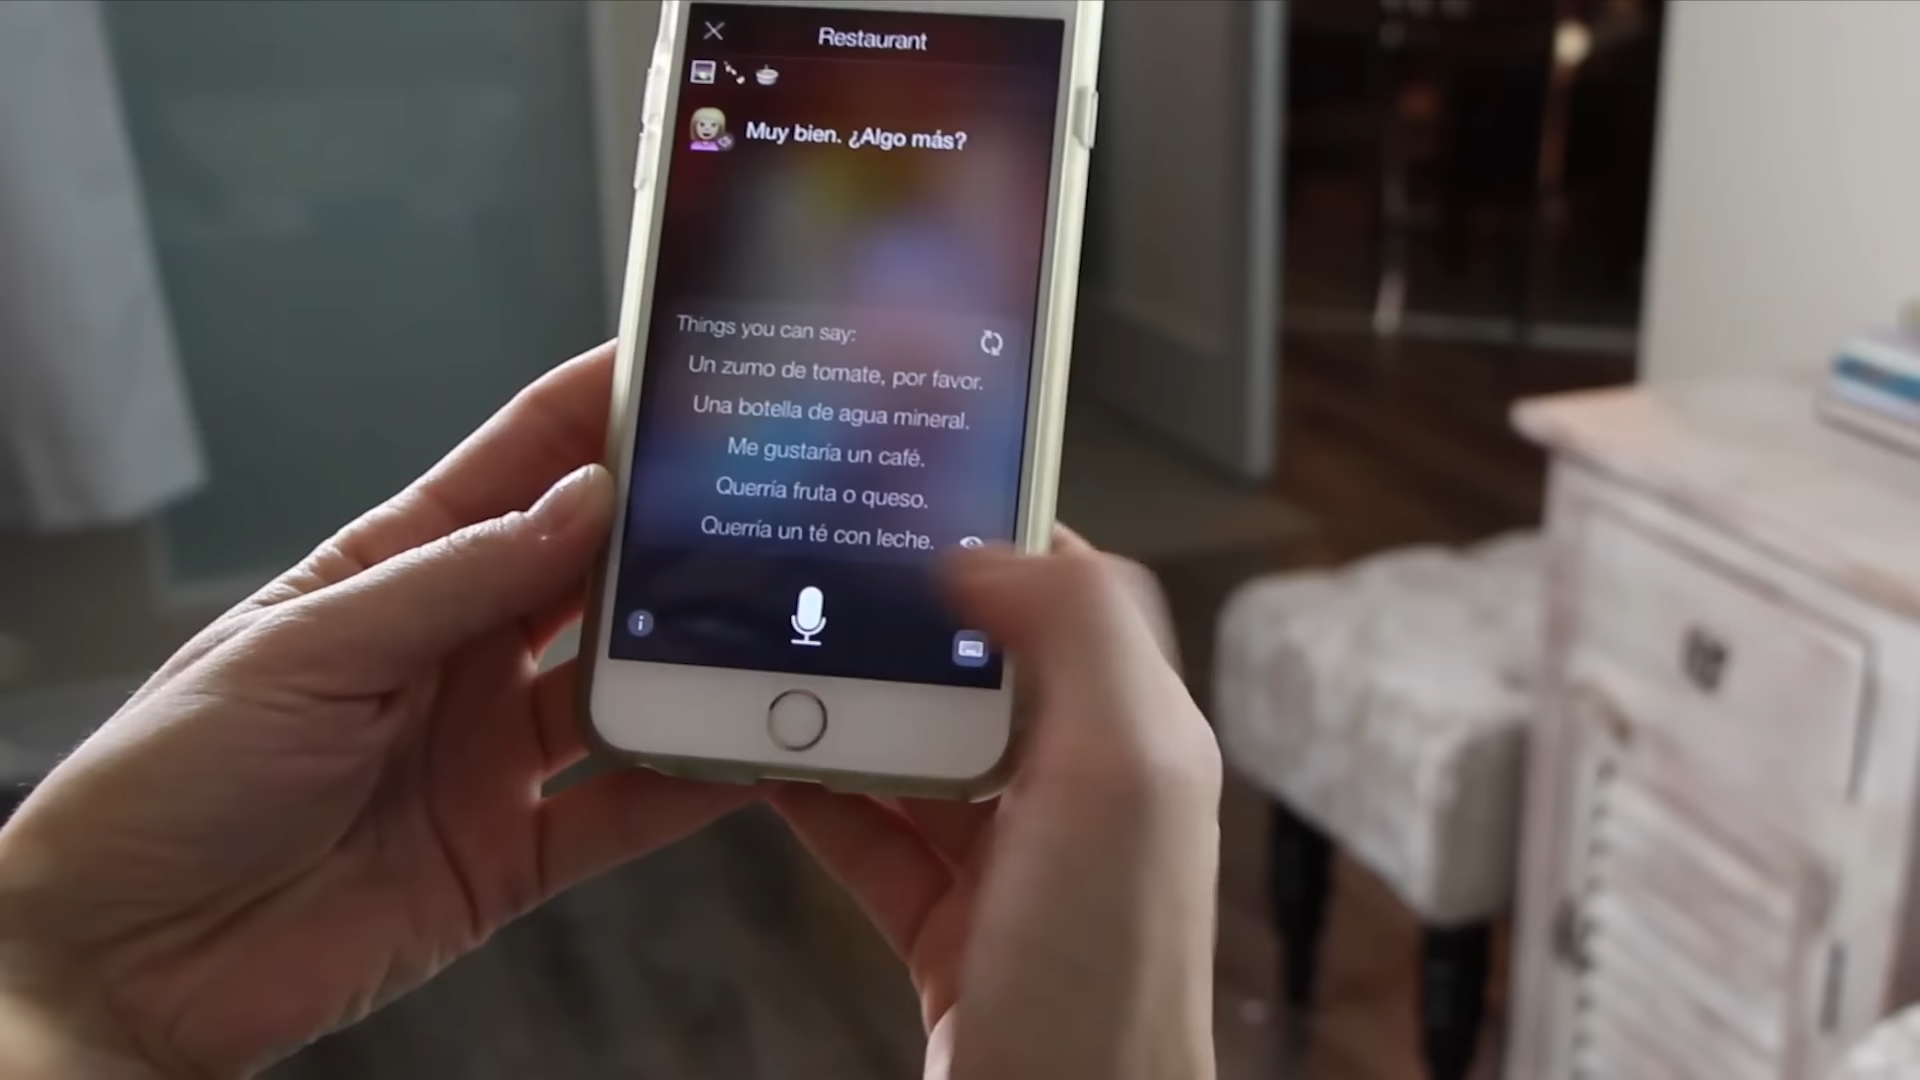 Restaurant
Muy bien. ¿Algo más?
Things you can say:
Un zumo de tomate, por favor.
Una botella de agua mineral.
Me gustaría un café.
Querría fruta o queso.
Querría un té con leche.